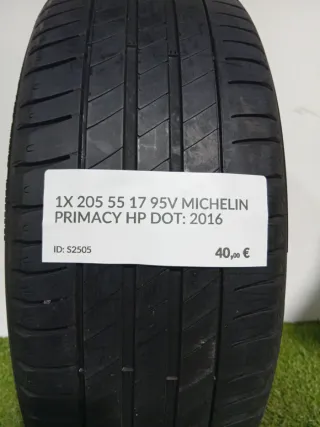 1X 205 55 17 95V MICHELIN
PRIMACY HP DOT: 2016
ID: S2505 40,00 €